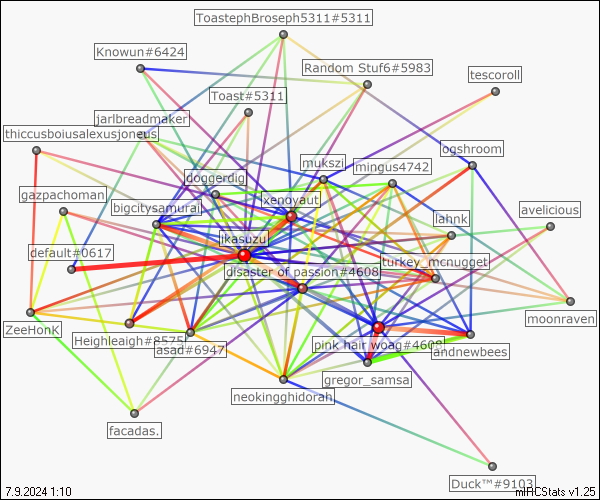 ToastephBroseph5311#5311
Knowun#6424
Random Stuf6#5983
tescoroll
Toast#5311
jarlbreadmaker
thiccusboiusalexusjoneus
ogshroom
mukszi
mingus4742
doggerdig
gazpachoman
xenoyaut
bigcitysamurai
lahnk
avelicious
ikasuzu
default#0617
turkey_mcnugget
disaster of passion#4608
moonraven
ZeeHonk
Heighleigh#8575
pink hair woag#4608
asad#6947
andnewbees
gregor_samsa
neokingghidorah
facadas.
Duck™#9103
7.9.2024 1:10
mIRCStats v1.25